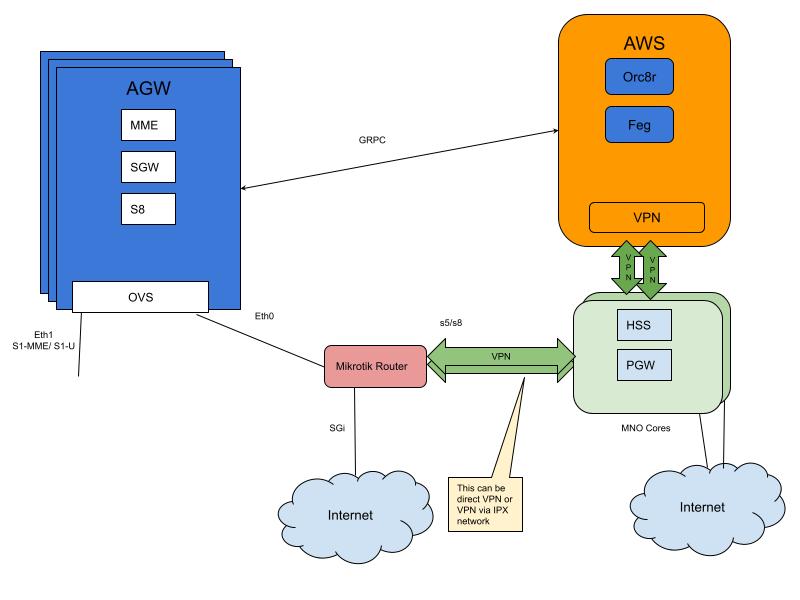 AWS
Orc8r
Feg
VPN
AGW
MME
SGW
S8
OVS
GRPC
Eth1
S1-MME/ S1-U
Eth0
Mikrotik Router
s5/s8
VPN
V
P
N
V
P
N
HSS
PGW
MNO Cores
SGi
Internet
This can be
direct VPN or
VPN via IPX
network
Internet